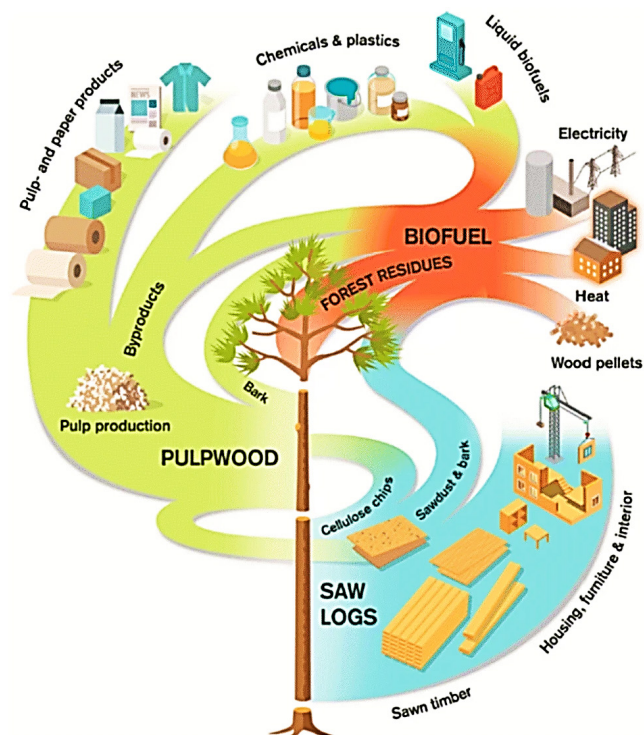 Chemicals & plastics
Liquid biofuels
Pulp- and paper products
NEWS
Electricity
BIOFUEL
FOREST RESIDUES
Heat
Byproducts
Wood pellets
Bark
Pulp production
PULPWOOD
Cellulose chips
Sawdust & bark
SAW
LOGS
Housing, furniture & interior
Sawn timber